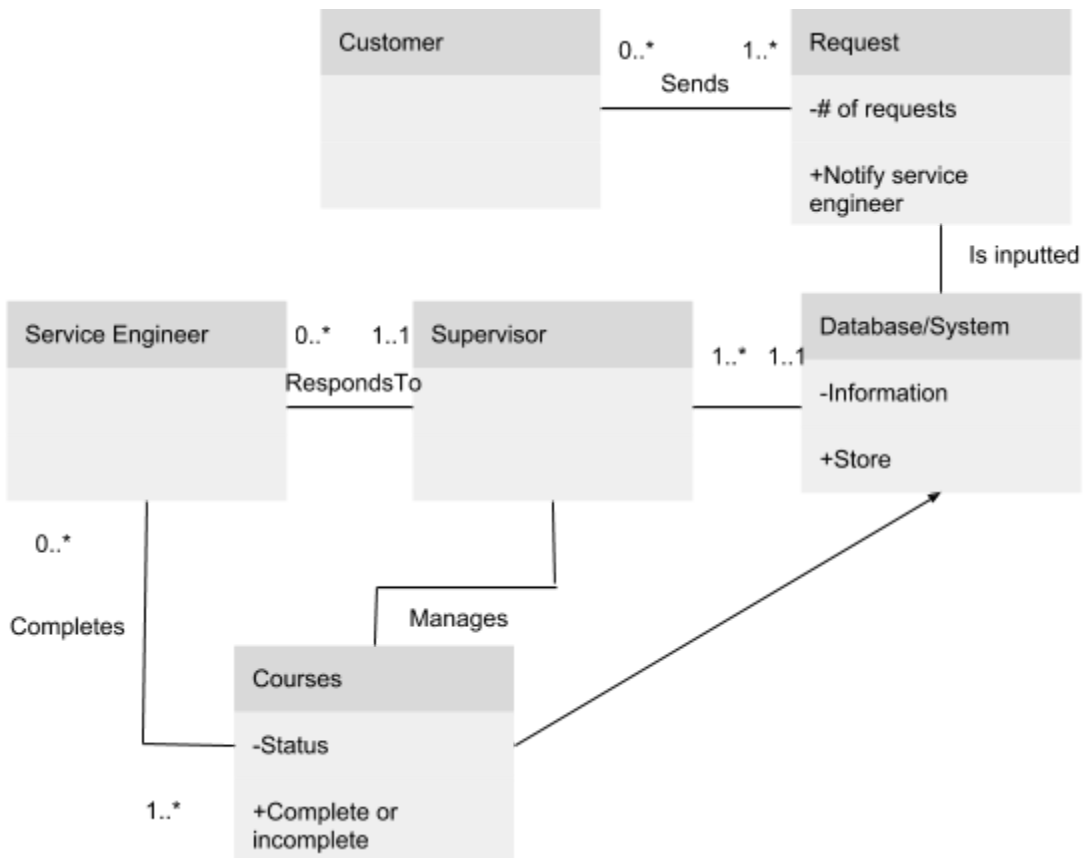 Customer
0..*
1..*
Sends
Request
-# of requests
+Notify service
engineer
Is inputted
Service Engineer
0..*
1..1
RespondsTo
Supervisor
1..*
1..1
Database/System
-Information
+Store
0..*
Completes
Manages
Courses
-Status
1..*
+Complete or
incomplete